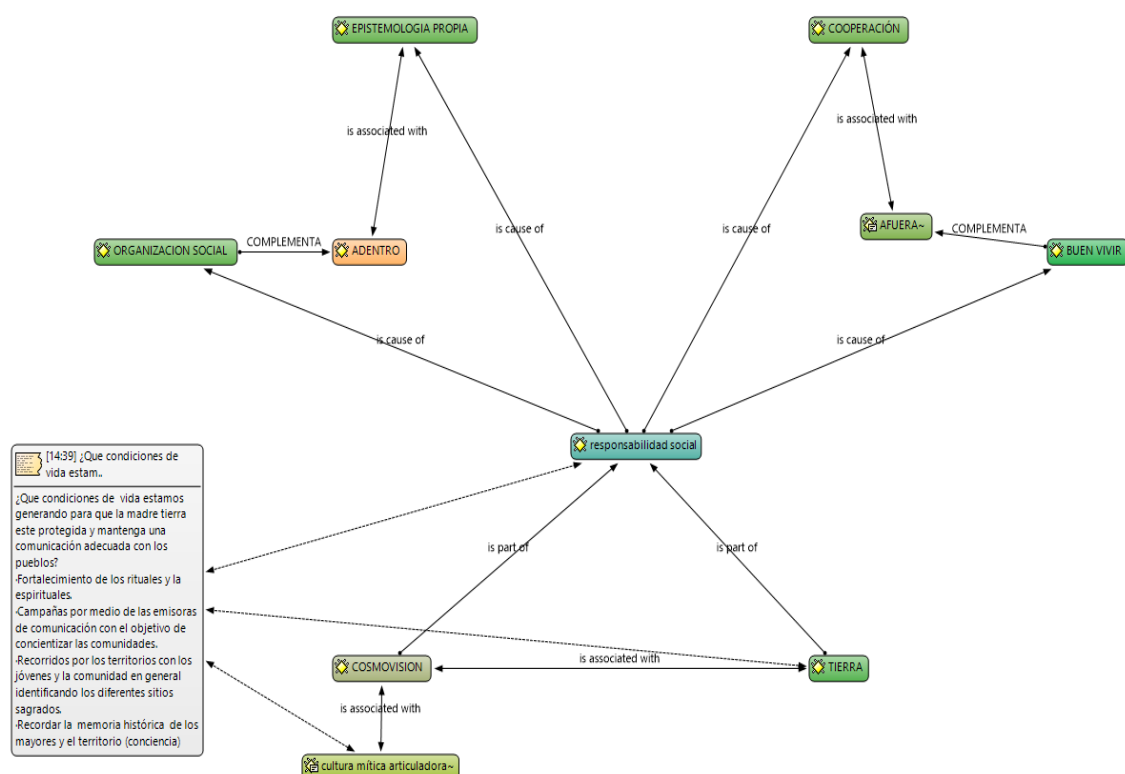 EPISTEMOLOGIA PROPIA
COOPERACIÓN
is associated with
is associated with
is cause of
is cause of
AFUERA~
ORGANIZACION SOCIAL
COMPLEMENTA
ADENTRO
COMPLEMENTA
BUEN VIVIR
is cause of
is cause of
responsabilidad social
[14:39] ¿Que condiciones de
vida estam..
¿Que condiciones de vida estamos
generando para que la madre tierra
este protegida y mantenga una
comunicación adecuada con los
pueblos?
·Fortalecimiento de los rituales y la
espirituales.
·Campañas por medio de las emisoras
de comunicación con el objetivo de
concientizar las comunidades.
·Recorridos por los territorios con los
jóvenes y la comunidad en general
identificando los diferentes sitios
sagrados.
·Recordar la memoria histórica de los
mayores y el territorio (conciencia)
is part of
is part of
COSMOVISION
is associated with
TIERRA
is associated with
cultura mítica articuladora~